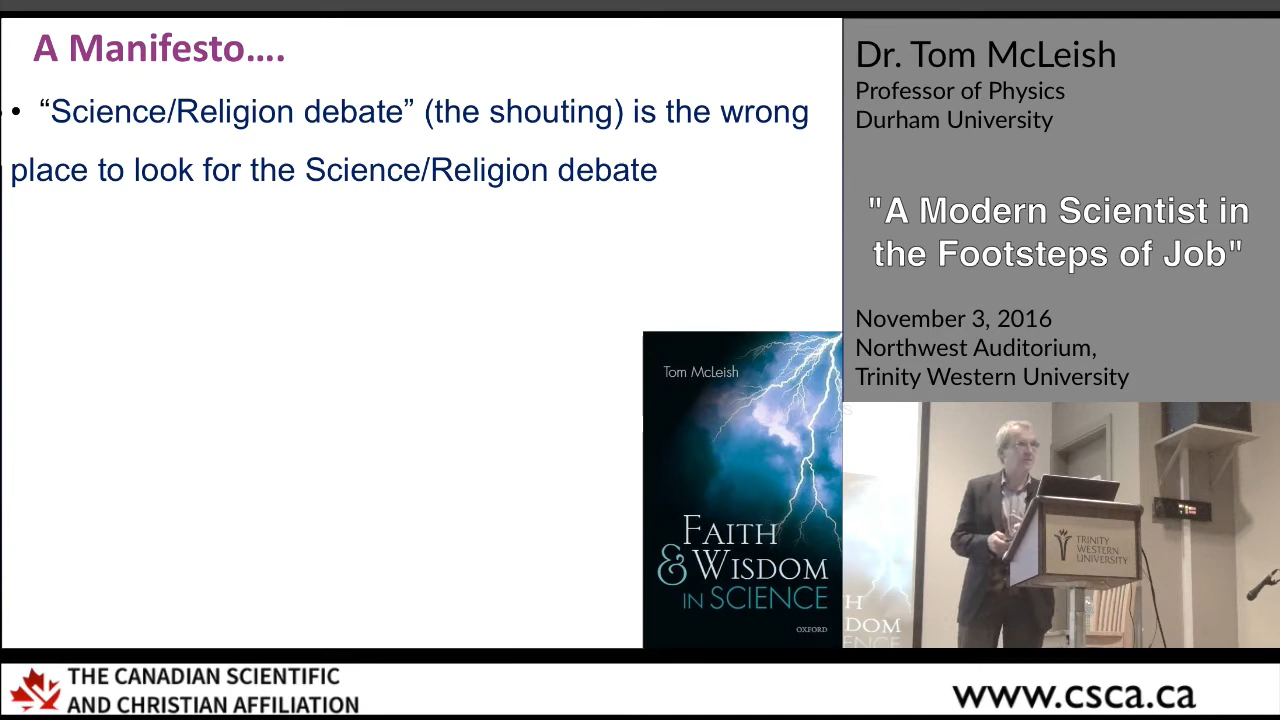 A Manifesto....
• “Science/Religion debate” (the shouting) is the wrong
place to look for the Science/Religion debate
Tom McLeish
FAITH
& WISDOM
IN SCIENCE
OXFORD
Dr. Tom McLeish
Professor of Physics
Durham University
"A Modern Scientist in
the Footsteps of Job"
November 3, 2016
Northwest Auditorium,
Trinity Western University
TRINITY
WESTERN
UNIVERSITY
H
DOM
ENCE
THE CANADIAN SCIENTIFIC
AND CHRISTIAN AFFILIATION
www.csca.ca